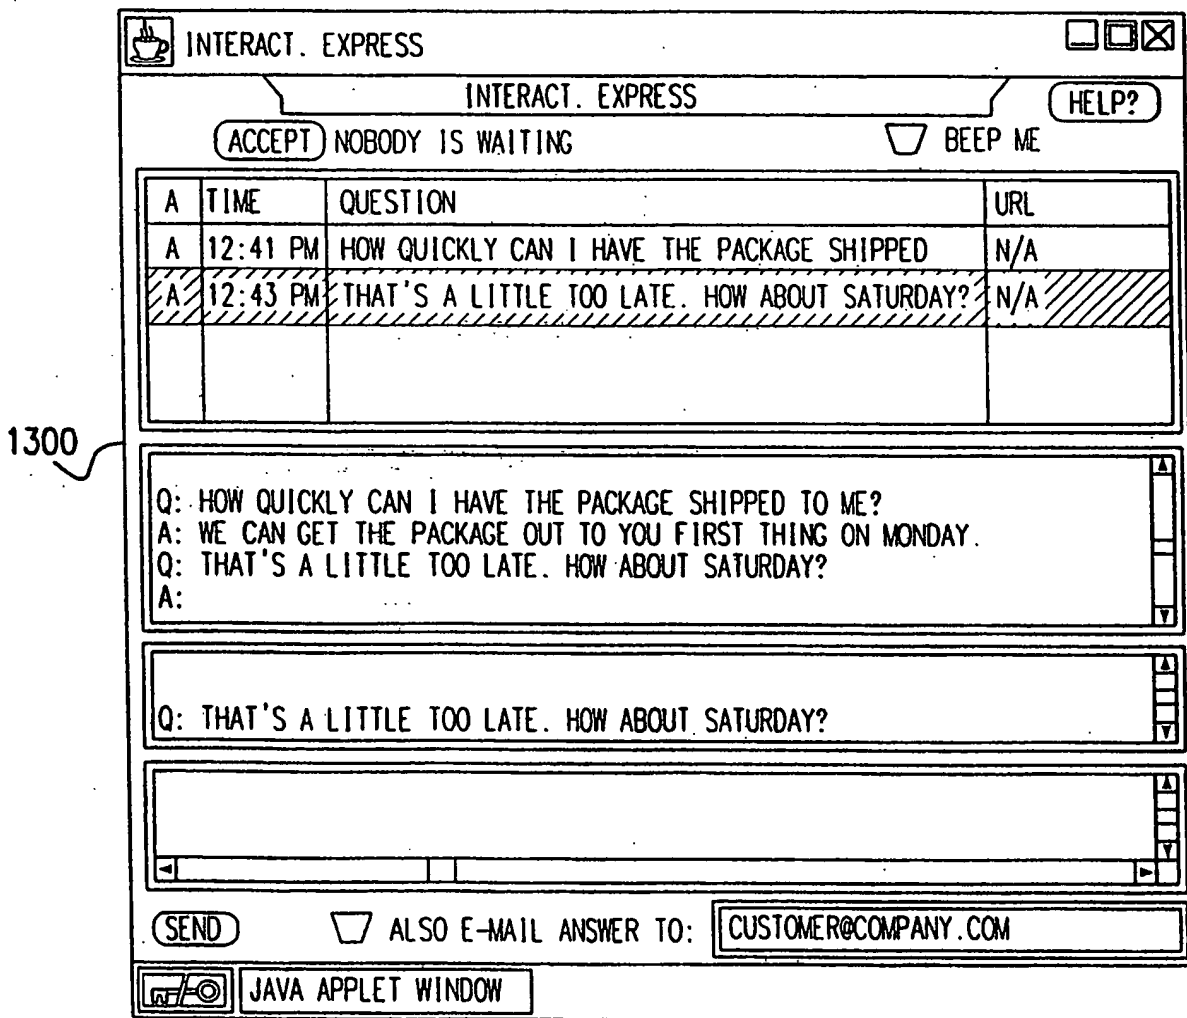 INTERACT. EXPRESS
INTERACT. EXPRESS
HELP?
ACCEPT NOBODY IS WAITING BEEP ME
A TIME QUESTION URL
A 12:41 PM HOW QUICKLY CAN I HAVE THE PACKAGE SHIPPED N/A
A 12:43 PM THAT'S A LITTLE TOO LATE. HOW ABOUT SATURDAY? N/A
1300
Q: HOW QUICKLY CAN I HAVE THE PACKAGE SHIPPED TO ME?
A: WE CAN GET THE PACKAGE OUT TO YOU FIRST THING ON MONDAY.
Q: THAT'S A LITTLE TOO LATE. HOW ABOUT SATURDAY?
A:
Q: THAT'S A LITTLE TOO LATE. HOW ABOUT SATURDAY?
SEND ALSO E-MAIL ANSWER TO: CUSTOMER@COMPANY.COM
JAVA APPLET WINDOW